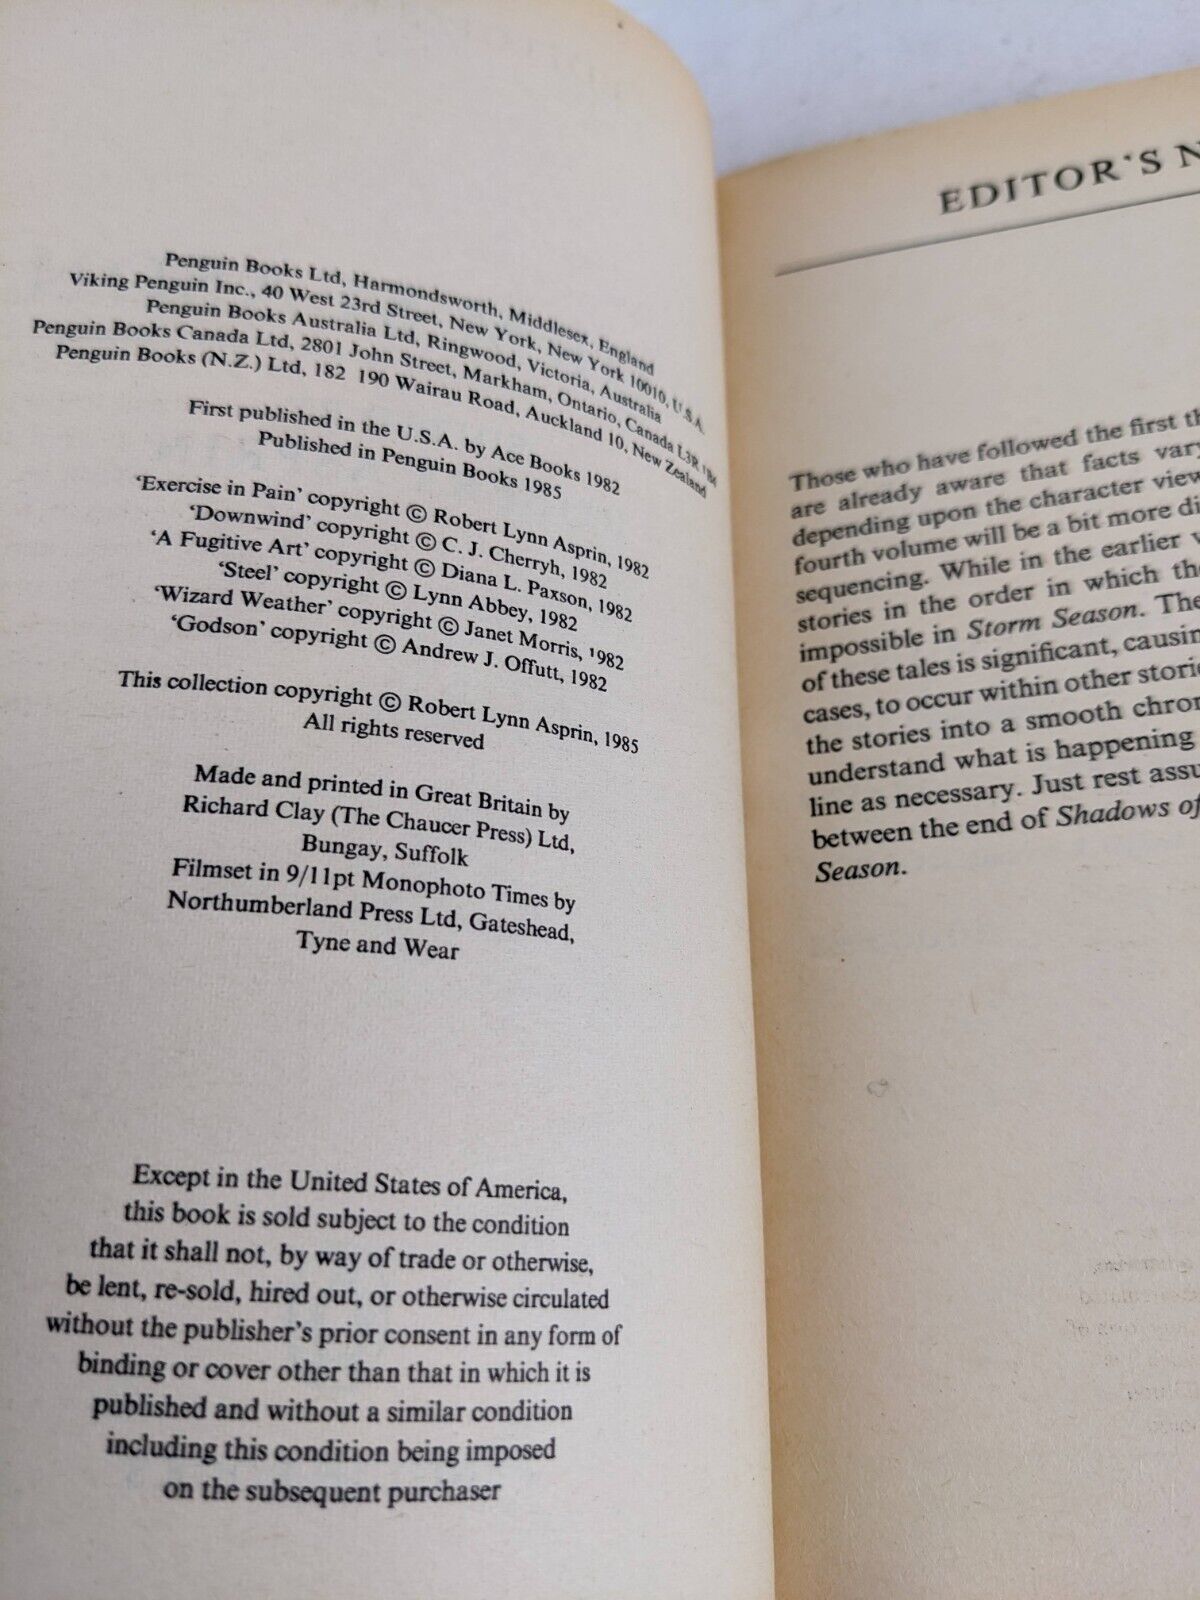 Penguin Books Ltd, Harmondsworth, Middlesex, England
Viking Penguin Inc., 40 West 23rd Street, New York, New York 10010, U.S.A.
Penguin Books Australia Ltd, Ringwood, Victoria, Australia
Penguin Books Canada Ltd, 2801 John Street, Markham, Ontario, Canada L3R
Penguin Books (N.Z.) Ltd, 182 190 Wairau Road, Auckland 10, New Zealand
First published in the U.S.A. by Ace Books 1982
Published in Penguin Books 1985
'Exercise in Pain' copyright © Robert Lynn Asprin, 1982
'Downwind' copyright © C. J. Cherryh, 1982
'A Fugitive Art' copyright © Diana L. Paxson, 1982
'Steel' copyright © Lynn Abbey, 1982
'Wizard Weather' copyright © Janet Morris, 1982
'Godson' copyright © Andrew J. Offutt, 1982
This collection copyright © Robert Lynn Asprin, 1985
All rights reserved
Made and printed in Great Britain by
Richard Clay (The Chaucer Press) Ltd,
Bungay, Suffolk
Filmset in 9/11pt Monophoto Times by
Northumberland Press Ltd, Gateshead,
Tyne and Wear
Except in the United States of America,
this book is sold subject to the condition
that it shall not, by way of trade or otherwise,
be lent, re-sold, hired out, or otherwise circulated
without the publisher's prior consent in any form of
binding or cover other than that in which it is
published and without a similar condition
including this condition being imposed
on the subsequent purchaser
EDITOR'S N
Those who have followed the first th
are already aware that facts vary
depending upon the character view
fourth volume will be a bit more di
sequencing. While in the earlier v
stories in the order in which the
impossible in Storm Season. The
of these tales is significant, causin
cases, to occur within other storie
the stories into a smooth chron
understand what is happening
line as necessary. Just rest assu
between the end of Shadows of
Season.